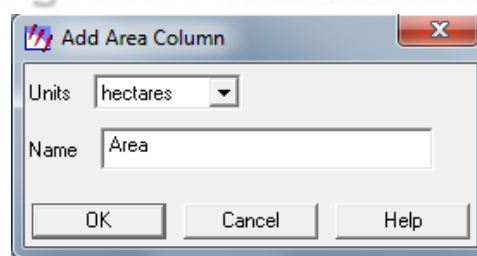 Add Area Column
Units hectares
Name Area
OK Cancel Help